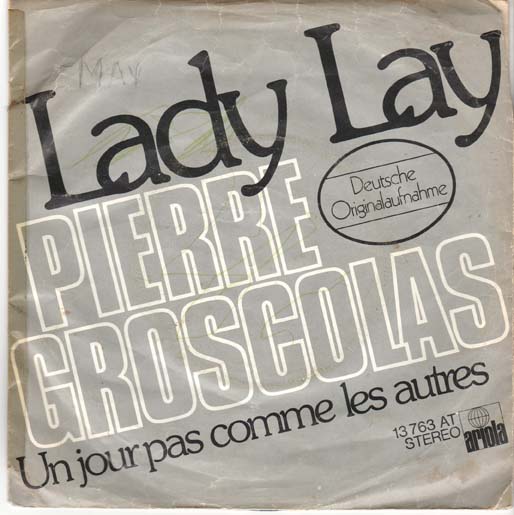 Lady Lay
Deutsche
Originalaufnahme
PIERRE
GROSCOLAS
Un jour pas comme les autres
13 763 AT
STEREO
ariola